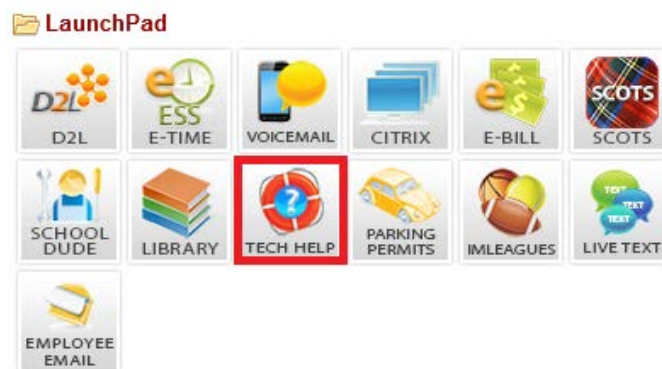 LaunchPad
D2L
D2L
e
ESS
E-TIME
VOICEMAIL
CITRIX
e
$
E-BILL
SCOTS
SCOTS
SCHOOL
DUDE
LIBRARY
?
TECH HELP
PARKING
PERMITS
IMLEAGUES
TEXT
TEXT
TEXT
LIVE TEXT
EMPLOYEE
EMAIL